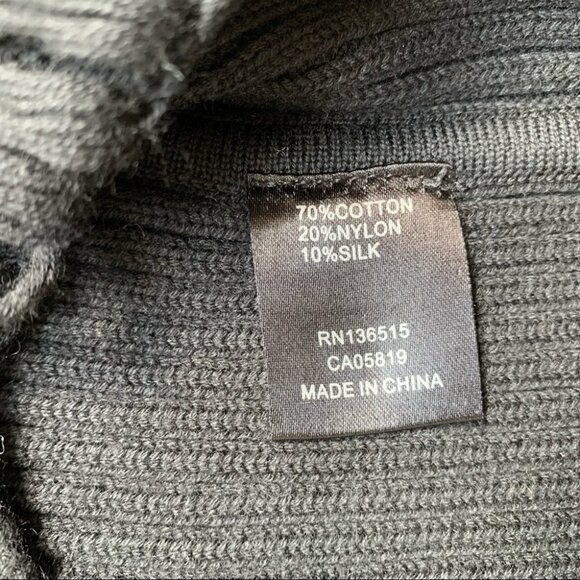 70%COTTON
20%NYLON
10%SILK
RN136515
CA05819
MADE IN CHINA